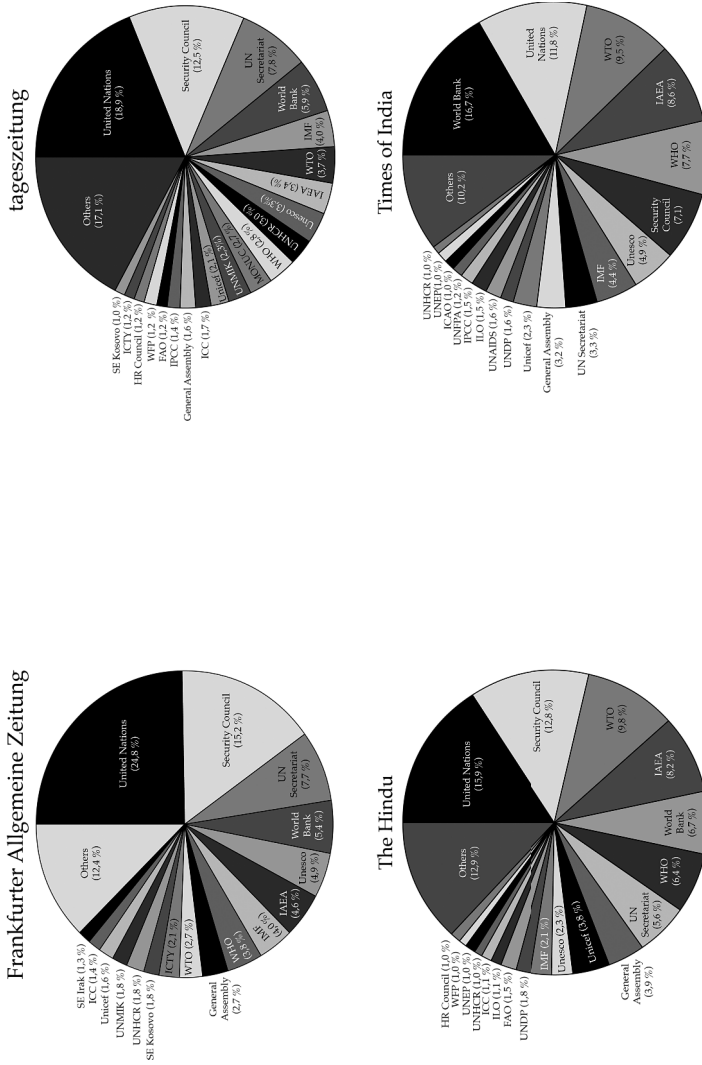 Frankfurter Allgemeine Zeitung
United Nations
(24,8 %)
Security Council
(15,2 %)
UN
Secretariat
(7,7 %)
World
Bank
(5,4 %)
Unesco
(4,9 %)
IAEA
(4,6 %)
IMF
(4,0 %)
WHO
(3,8 %)
General
Assembly
(2,7 %)
WTO (2,7 %)
ICTY (2,1 %)
SE Kosovo (1,8 %)
UNHCR (1,8 %)
UNMIK (1,8 %)
Unicef (1,6 %)
ICC (1,4 %)
SE Irak (1,3 %)
Others
(12,4 %)
tageszeitung
United Nations
(18,9 %)
Security Council
(12,5 %)
UN
Secretariat
(7,8 %)
World
Bank
(5,9 %)
IMF
(4,0 %)
WTO
(3,7 %)
IAEA (3,4 %)
Unesco (3,3%)
UNHCR (3,0 %)
WHO (2,8 %)
MONUC (2,7 %)
UNMIK (2,3%)
Unicef (2,1 %)
ICC (1,7 %)
General Assembly (1,6 %)
IPCC (1,4 %)
FAO (1,2 %)
WFP (1,2 %)
HR Council (1,2 %)
ICTY (1,2 %)
SE Kosovo (1,0 %)
Others
(17,1 %)
The Hindu
United Nations
(15,9 %)
Security Council
(12,8 %)
WTO
(9,8 %)
IAEA
(8,2 %)
World
Bank
(6,7 %)
WHO
(6,4 %)
UN
Secretariat
(5,6 %)
General
Assembly
(3,9 %)
Unicef (3,8 %)
Unesco (2,3 %)
IMF (2,1 %)
UNDP (1,8 %)
FAO (1,5 %)
ILO (1,1 %)
ICC (1,1 %)
UNHCR (1,0 %)
UNEP (1,0 %)
WFP (1,0 %)
HR Council (1,0 %)
Others
(12,9 %)
Times of India
World Bank
(16,7 %)
United
Nations
(11,8 %)
WTO
(9,5 %)
IAEA
(8,6 %)
WHO
(7,7 %)
Security
Council
(7,1)
Unesco
(4,9 %)
IMF
(4,4 %)
UN Secretariat
(3,3 %)
General Assembly
(3,2 %)
Unicef (2,3 %)
UNDP (1,6 %)
UNAIDS (1,6 %)
ILO (1,5 %)
IPCC (1,5 %)
UNFPA (1,2 %)
ICAO (1,0 %)
UNEP(1,0 %)
UNHCR (1,0 %)
Others
(10,2 %)